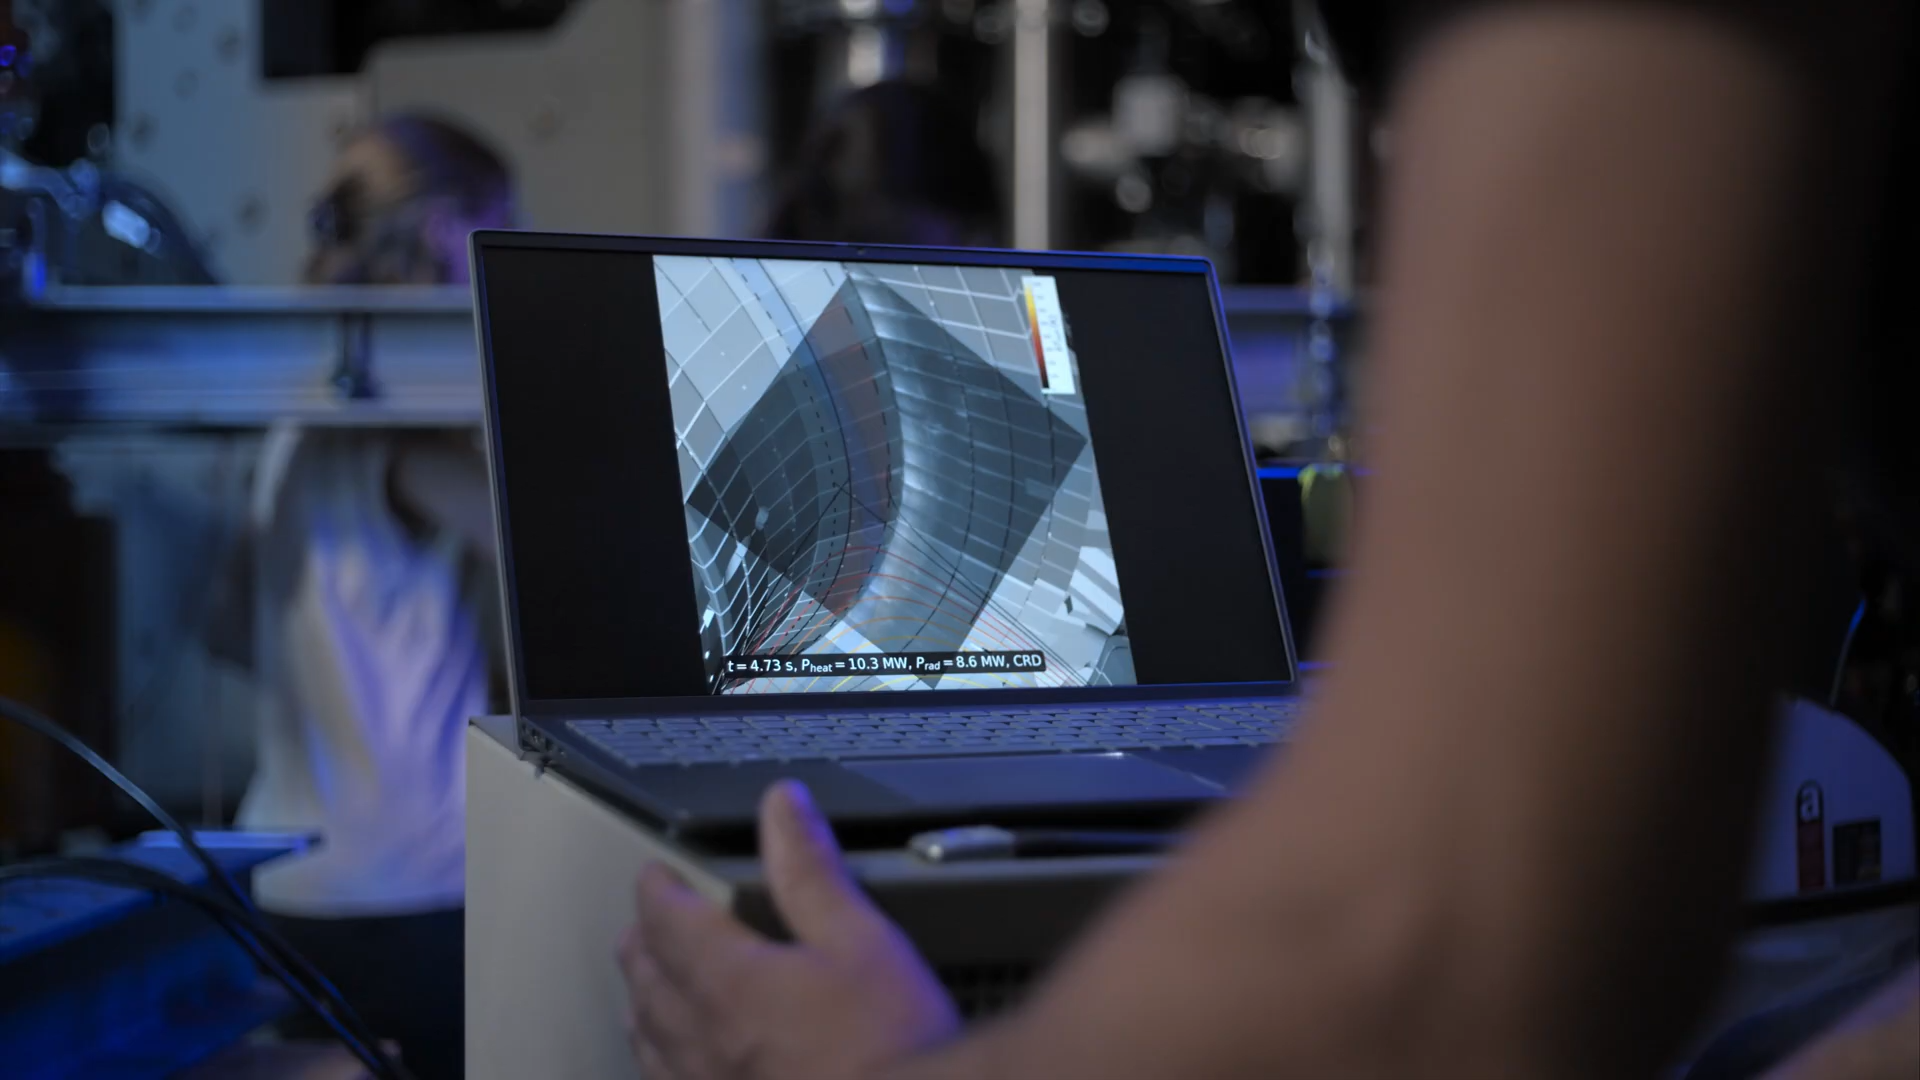 t = 4.73 s, Pheat = 10.3 MW, Prad = 8.6 MW, CRD
a